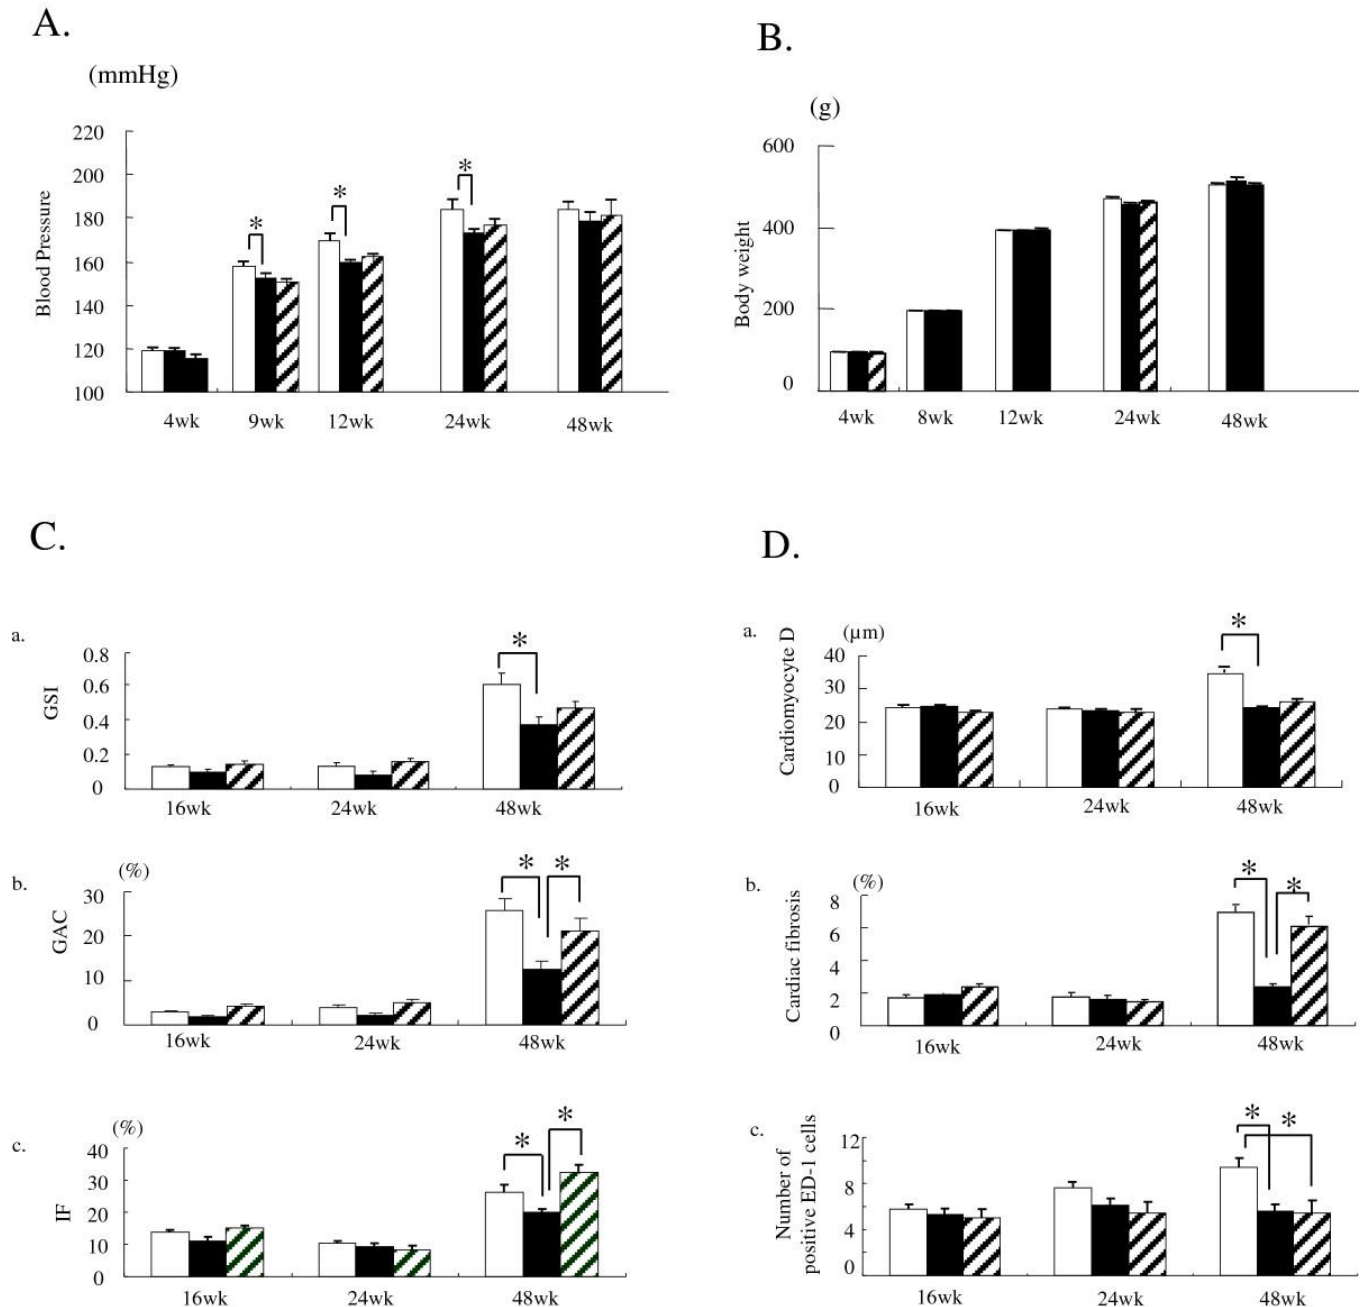 A.
(mmHg)
Blood Pressure
220
200
180
160
140
120
100
*
*
*
4wk
9wk
12wk
24wk
48wk
B.
(g)
Body weight
600
400
200
0
4wk
8wk
12wk
24wk
48wk
C.
a.
GSI
0.8
0.6
0.4
0.2
0
*
16wk
24wk
48wk
b.
(%)
GAC
30
20
10
0
* *
16wk
24wk
48wk
c.
(%)
IF
40
30
20
10
0
*
*
16wk
24wk
48wk
D.
a.
(µm)
Cardiomyocyte D
40
30
20
10
0
*
16wk
24wk
48wk
b.
(%)
Cardiac fibrosis
8
6
4
2
0
*
*
16wk
24wk
48wk
c.
Number of
positive ED-1 cells
12
8
4
0
*
*
16wk
24wk
48wk